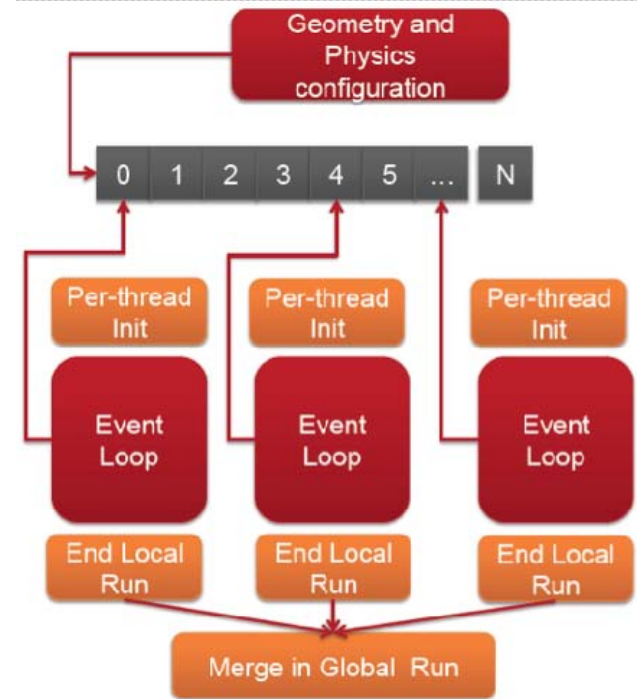 Geometry and
Physics
configuration
0 1 2 3 4 5 ... N
Per-thread
Init
Per-thread
Init
Per-thread
Init
Event
Loop
Event
Loop
Event
Loop
End Local
Run
End Local
Run
End Local
Run
Merge in Global Run